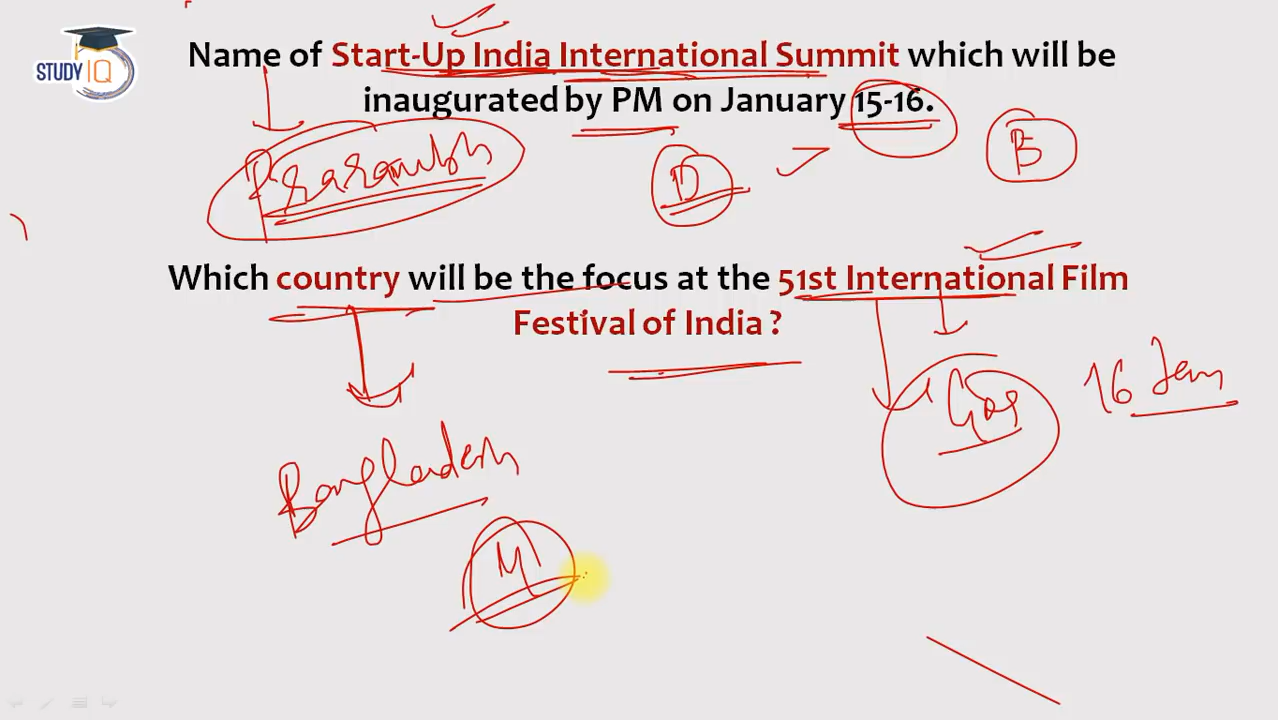 STUDY IQ
Name of Start-Up India International Summit which will be
inaugurated by PM on January 15-16.
Prarambh
D
B
Which country will be the focus at the 51st International Film
Festival of India ?
Goa
16 Jan
Bangladesh
M